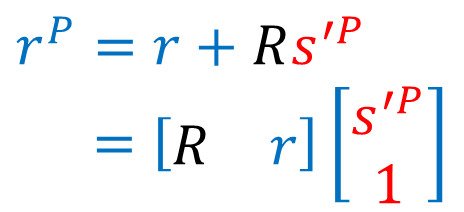 r^P = r + Rs'^P
= [R r] [s'^P
1]